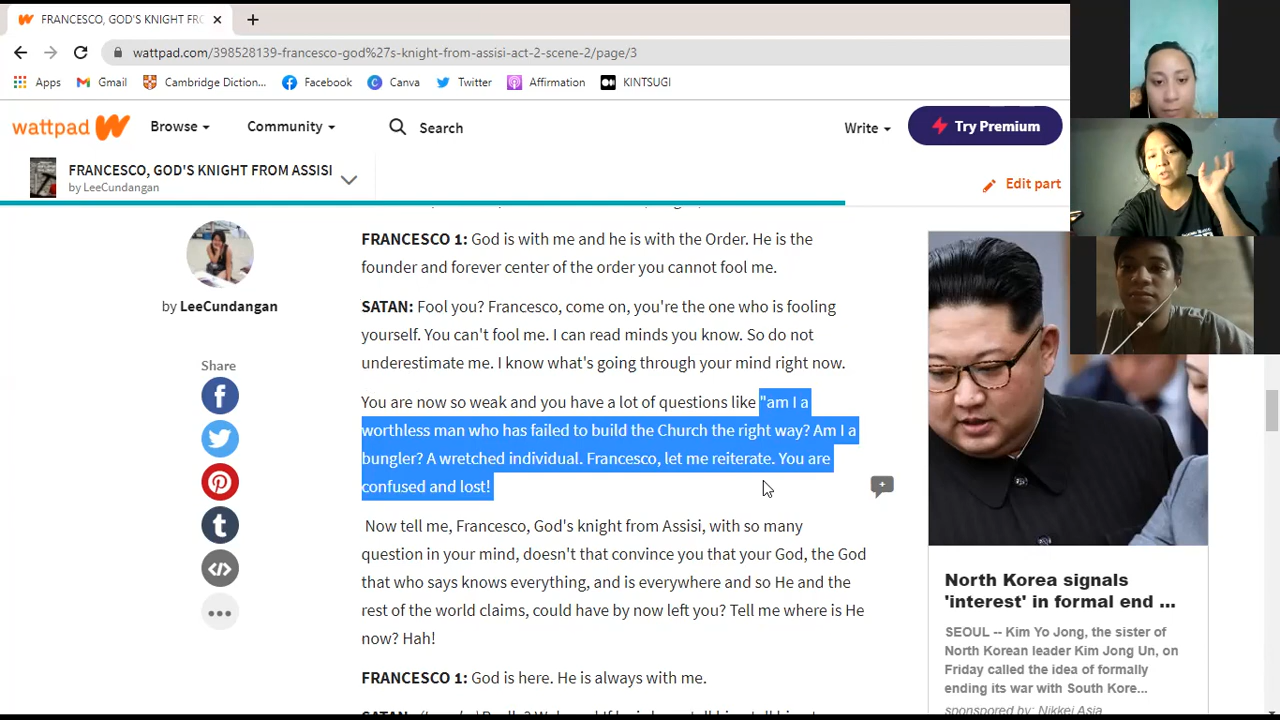 FRANCESCO, GOD'S KNIGHT FRO
wattpad.com/398528139-francesco-god%27s-knight-from-assisi-act-2-scene-2/page/3
Apps Gmail Cambridge Diction... Facebook Canva Twitter Affirmation KINTSUGI
wattpad Browse Community Search Write Try Premium
FRANCESCO, GOD'S KNIGHT FROM ASSISI
by LeeCundangan
Edit part
by LeeCundangan
Share
FRANCESCO 1: God is with me and he is with the Order. He is the
founder and forever center of the order you cannot fool me.
SATAN: Fool you? Francesco, come on, you're the one who is fooling
yourself. You can't fool me. I can read minds you know. So do not
underestimate me. I know what's going through your mind right now.
You are now so weak and you have a lot of questions like "am I a
worthless man who has failed to build the Church the right way? Am I a
bungler? A wretched individual. Francesco, let me reiterate. You are
confused and lost!
Now tell me, Francesco, God's knight from Assisi, with so many
question in your mind, doesn't that convince you that your God, the God
that who says knows everything, and is everywhere and so He and the
rest of the world claims, could have by now left you? Tell me where is He
now? Hah!
FRANCESCO 1: God is here. He is always with me.
North Korea signals
'interest' in formal end ...
SEOUL -- Kim Yo Jong, the sister of
North Korean leader Kim Jong Un, on
Friday called the idea of formally
ending its war with South Kore...
sponsored by: Nikkei Asia